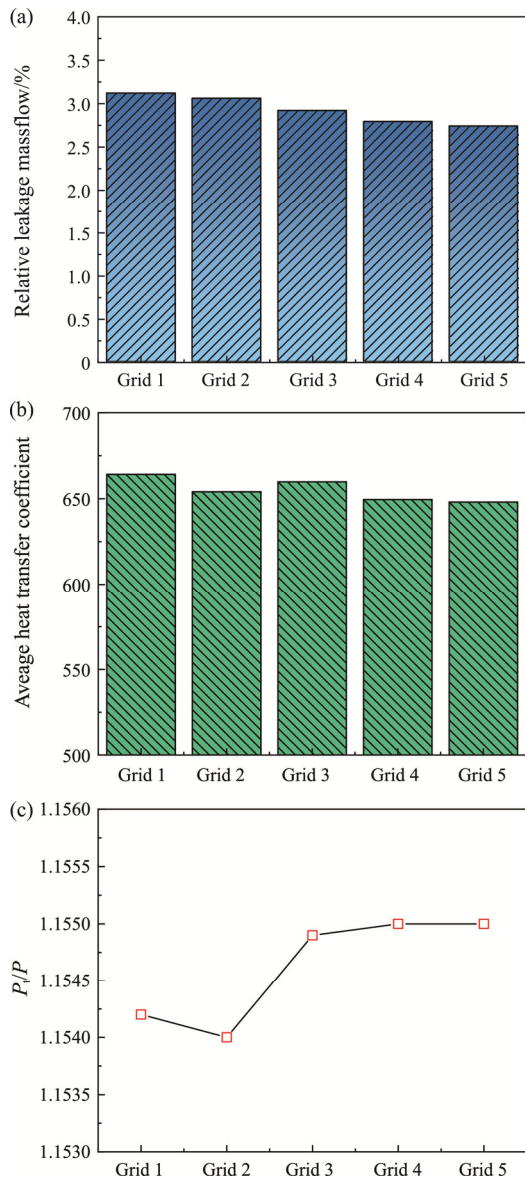 (a)
Relative leakage massflow/%
4.0
3.5
3.0
2.5
2.0
1.5
1.0
0.5
0
Grid 1 Grid 2 Grid 3 Grid 4 Grid 5
(b)
Aveage heat transfer coefficient
700
650
600
550
500
Grid 1 Grid 2 Grid 3 Grid 4 Grid 5
(c)
Pt/P
1.1560
1.1555
1.1550
1.1545
1.1540
1.1535
1.1530
Grid 1 Grid 2 Grid 3 Grid 4 Grid 5